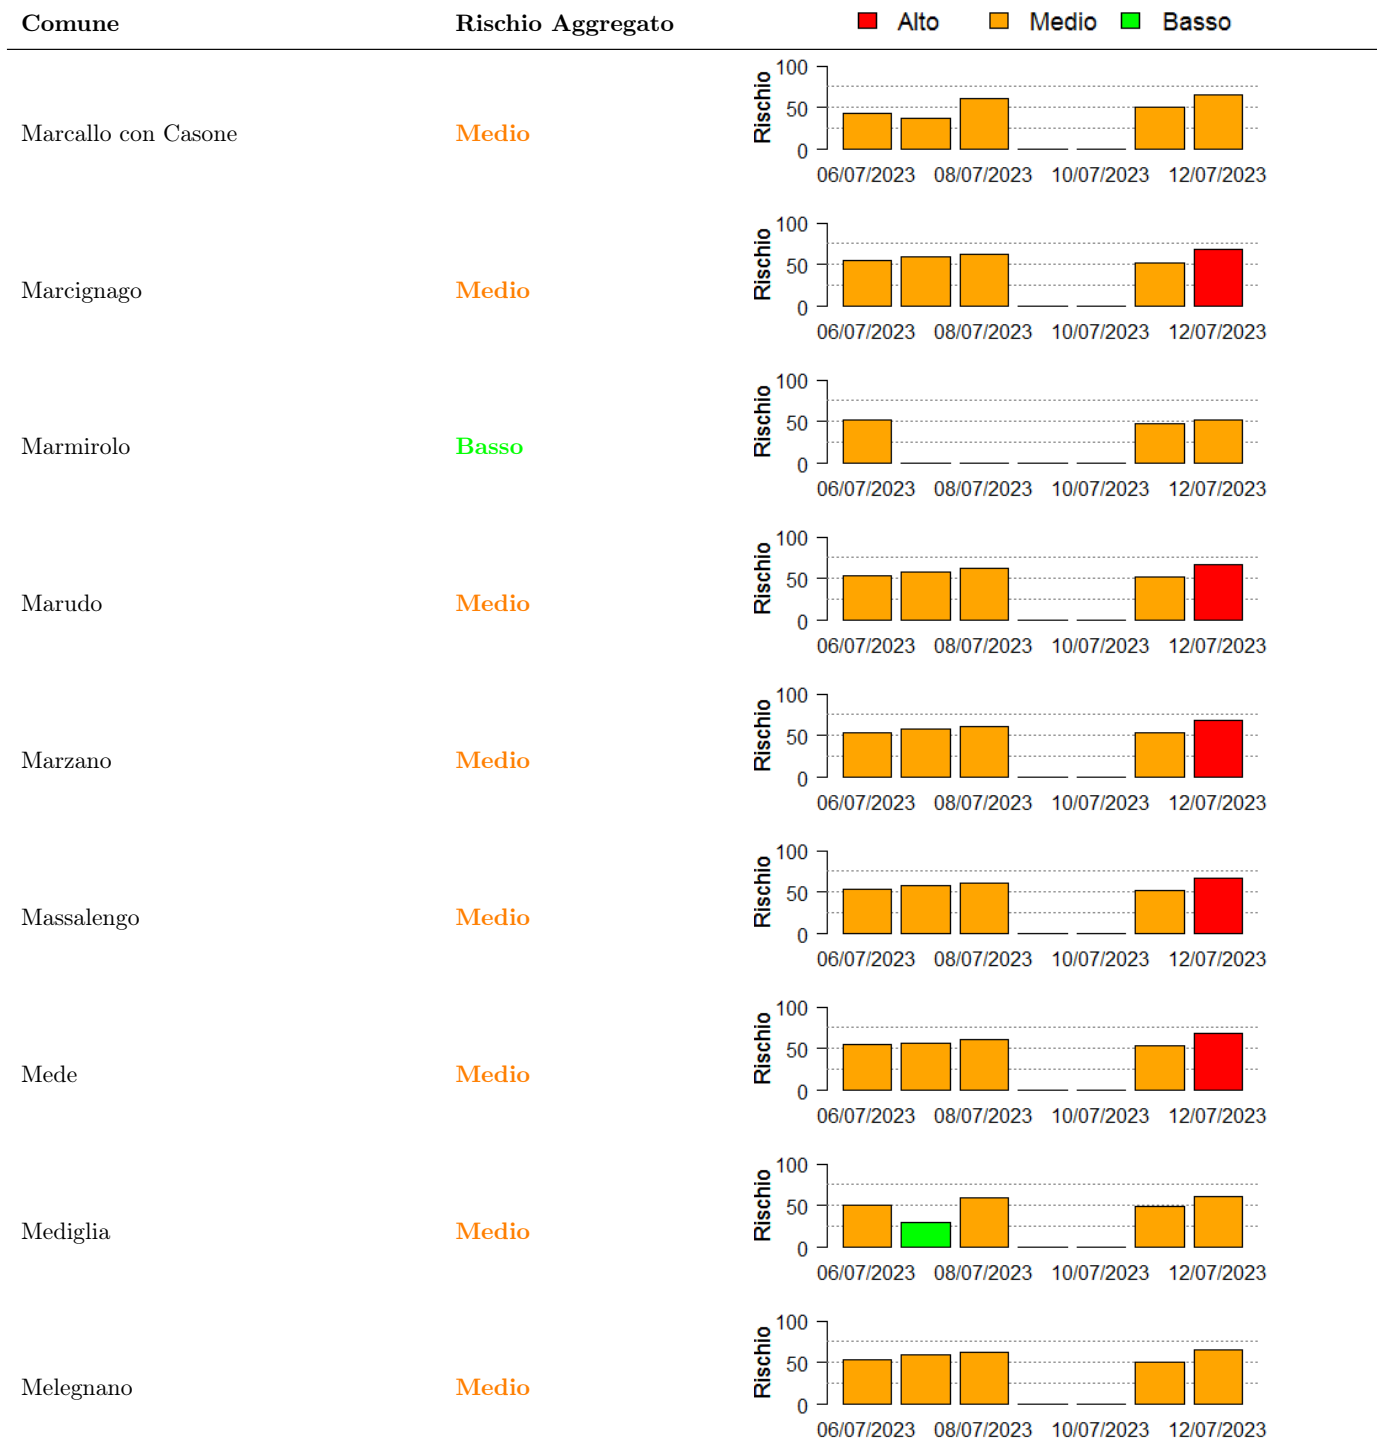 Comune Rischio Aggregato Alto Medio Basso
100
50
0
Rischio
Marcallo con Casone Medio
06/07/2023 08/07/2023 10/07/2023 12/07/2023
100
50
0
Rischio
Marcignago Medio
06/07/2023 08/07/2023 10/07/2023 12/07/2023
100
50
0
Rischio
Marmirolo Basso
06/07/2023 08/07/2023 10/07/2023 12/07/2023
100
50
0
Rischio
Marudo Medio
06/07/2023 08/07/2023 10/07/2023 12/07/2023
100
50
0
Rischio
Marzano Medio
06/07/2023 08/07/2023 10/07/2023 12/07/2023
100
50
0
Rischio
Massalengo Medio
06/07/2023 08/07/2023 10/07/2023 12/07/2023
100
50
0
Rischio
Mede Medio
06/07/2023 08/07/2023 10/07/2023 12/07/2023
100
50
0
Rischio
Mediglia Medio
06/07/2023 08/07/2023 10/07/2023 12/07/2023
100
50
0
Rischio
Melegnano Medio
06/07/2023 08/07/2023 10/07/2023 12/07/2023